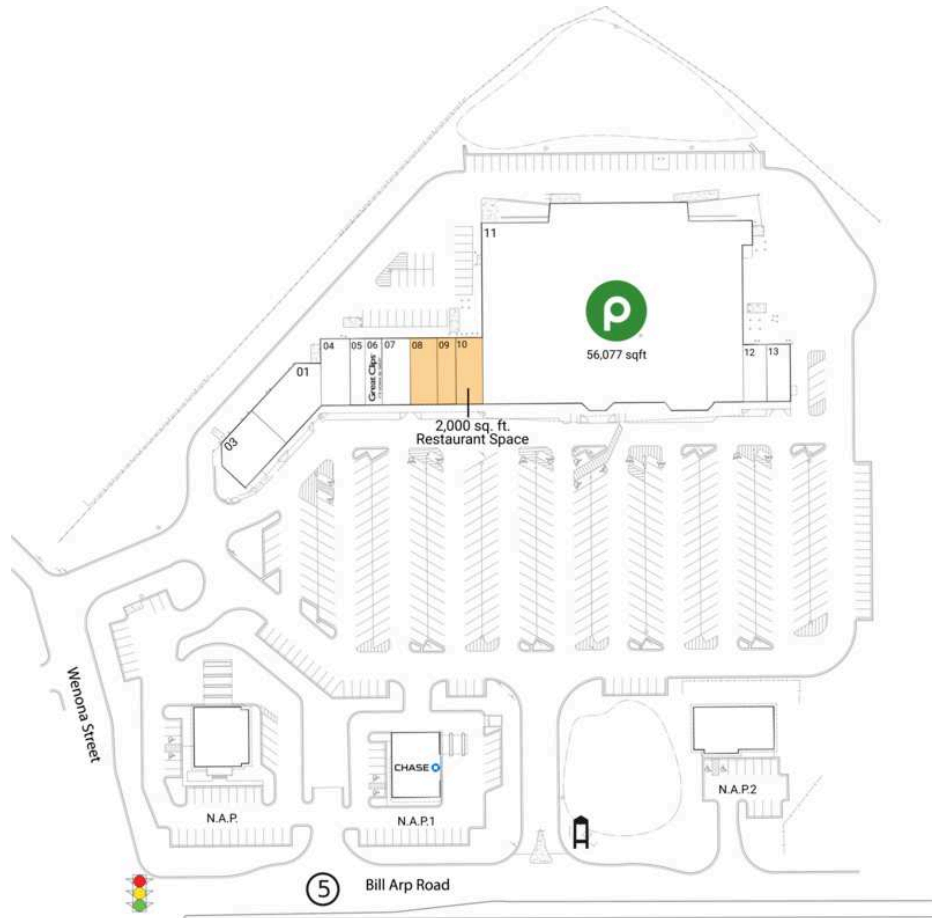 11
56,077 sqft
04
05
06
07
08
09
10
12
13
01
03
Great Clips
2,000 sq. ft.
Restaurant Space
Wenona Street
CHASE
N.A.P.
N.A.P.1
N.A.P.2
5
Bill Arp Road